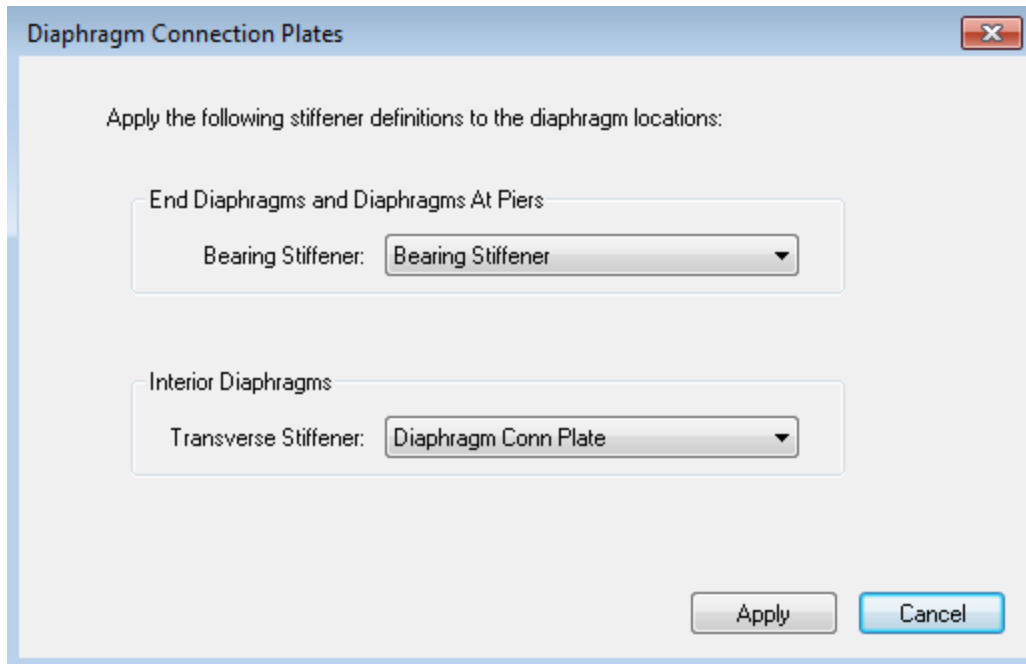 Diaphragm Connection Plates
Apply the following stiffener definitions to the diaphragm locations:
End Diaphragms and Diaphragms At Piers
Bearing Stiffener: Bearing Stiffener
Interior Diaphragms
Transverse Stiffener: Diaphragm Conn Plate
Apply Cancel